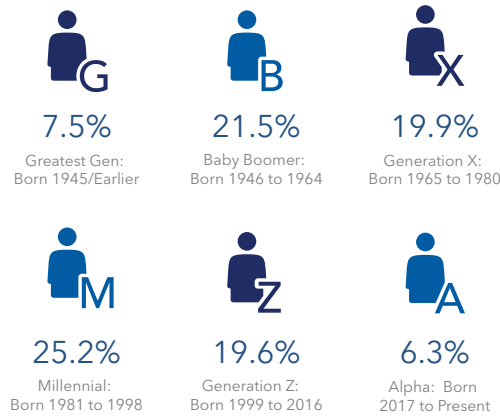 G
B
X
7.5%
21.5%
19.9%
Greatest Gen:
Born 1945/Earlier
Baby Boomer:
Born 1946 to 1964
Generation X:
Born 1965 to 1980
M
Z
A
25.2%
19.6%
6.3%
Millennial:
Born 1981 to 1998
Generation Z:
Born 1999 to 2016
Alpha: Born
2017 to Present